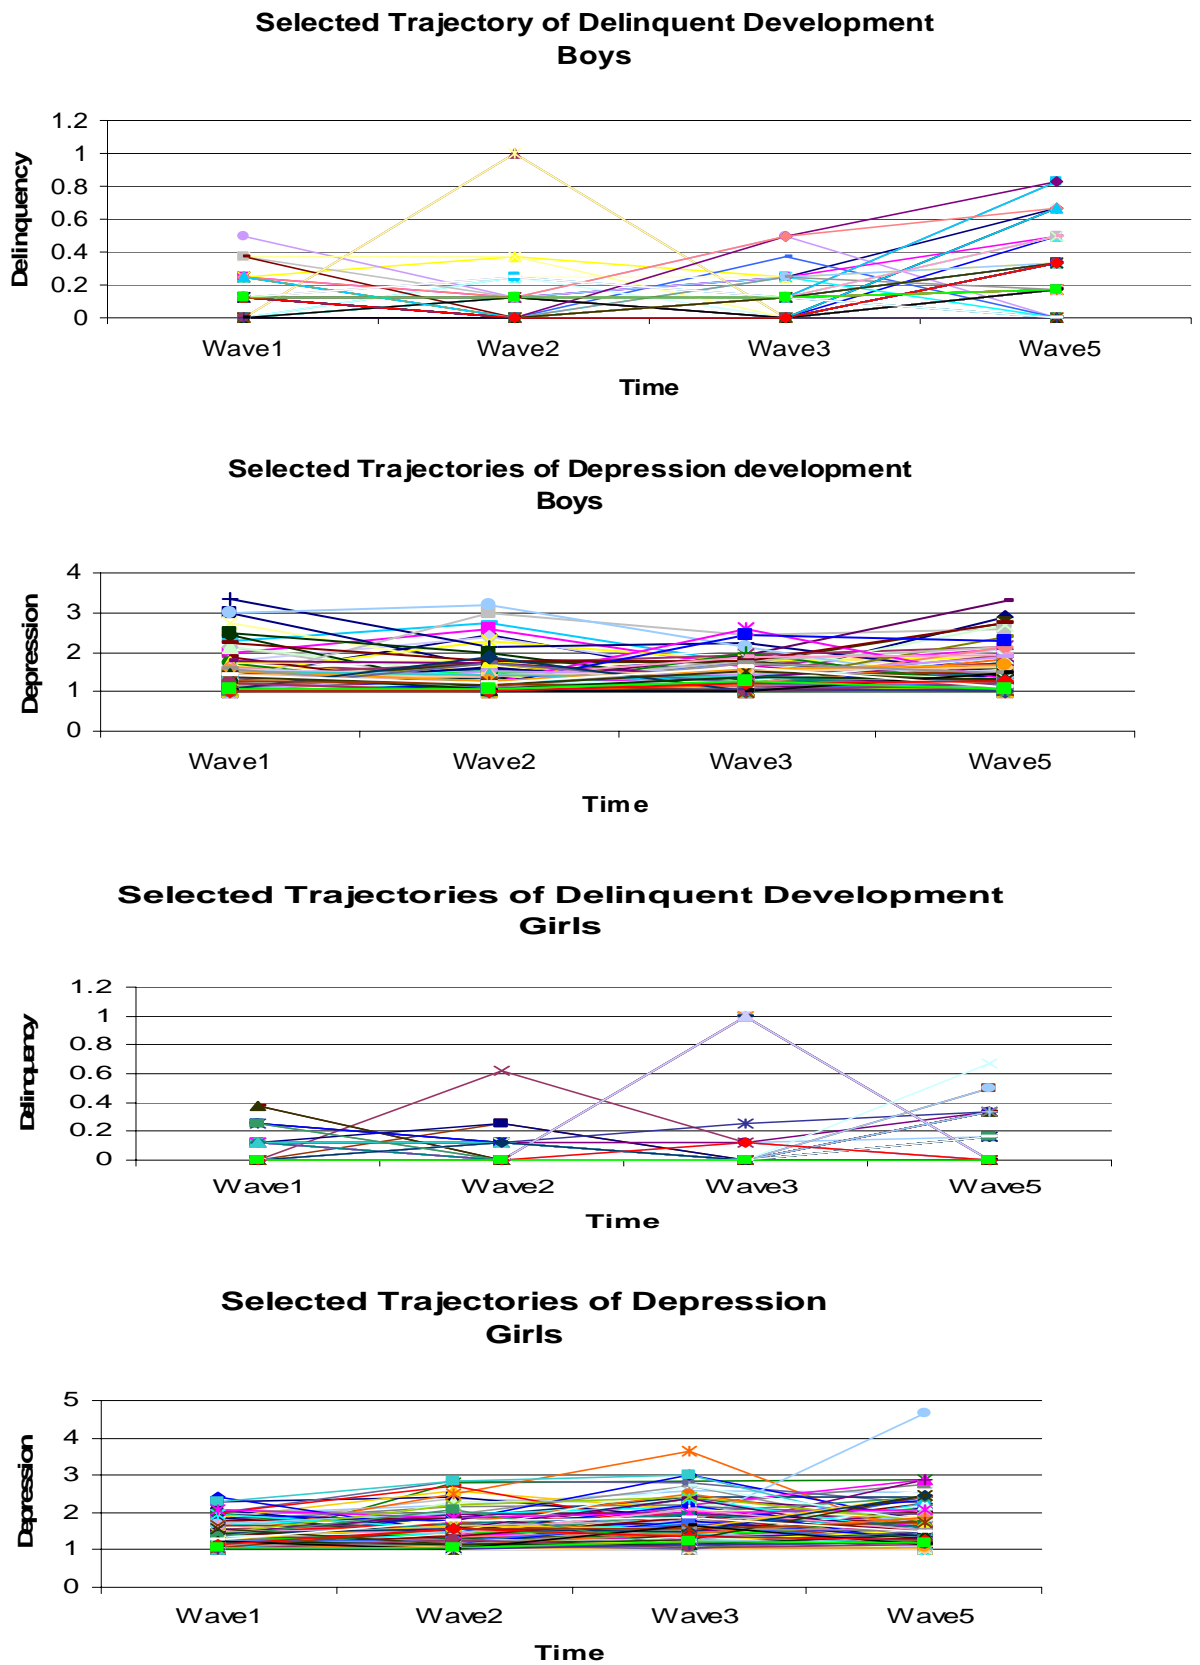 Selected Trajectory of Delinquent Development
Boys
1.2
1
0.8
0.6
0.4
0.2
0
Delinquency
Wave1 Wave2 Wave3 Wave5
Time
Selected Trajectories of Depression development
Boys
4
3
2
1
0
Depression
Wave1 Wave2 Wave3 Wave5
Time
Selected Trajectories of Delinquent Development
Girls
1.2
1
0.8
0.6
0.4
0.2
0
Delinquency
Wave1 Wave2 Wave3 Wave5
Time
Selected Trajectories of Depression
Girls
5
4
3
2
1
0
Depression
Wave1 Wave2 Wave3 Wave5
Time